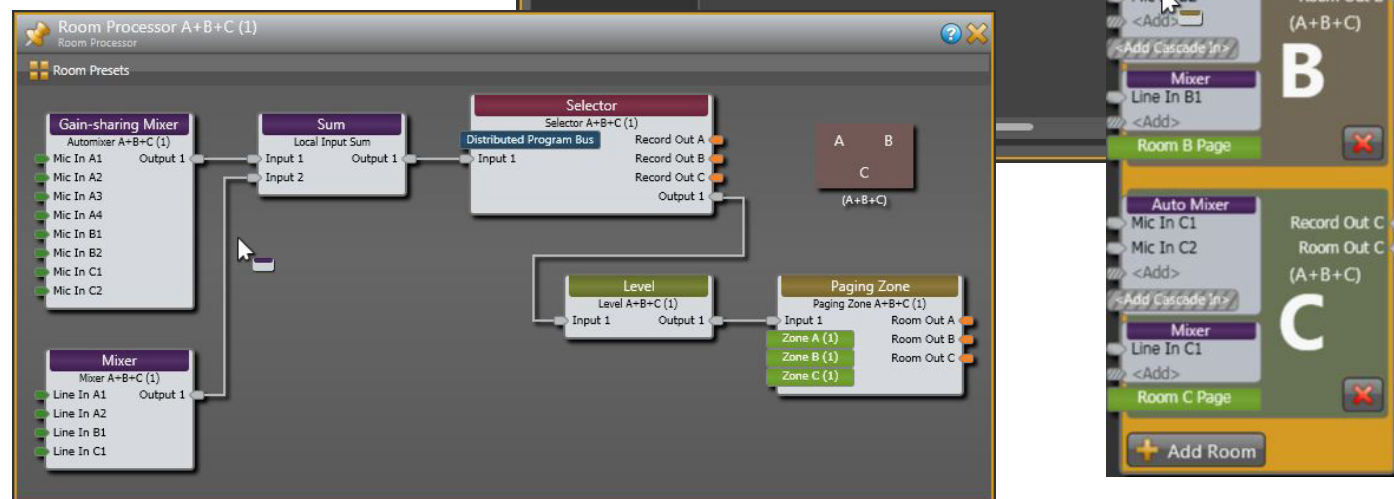 Room Processor A+B+C (1)
Room Processor
Room Presets
Gain-sharing Mixer
Automixer A+B+C (1)
Mic In A1 Output 1
Mic In A2
Mic In A3
Mic In A4
Mic In B1
Mic In B2
Mic In C1
Mic In C2
Mixer
Mixer A+B+C (1)
Line In A1 Output 1
Line In A2
Line In B1
Line In C1
Sum
Local Input Sum
Input 1 Output 1
Input 2
Selector
Selector A+B+C (1)
Distributed Program Bus Record Out A
Input 1 Record Out B
Record Out C
Output 1
A B
C
(A+B+C)
Level
Level A+B+C (1)
Input 1 Output 1
Paging Zone
Paging Zone A+B+C (1)
Input 1 Room Out A
Zone A (1) Room Out B
Zone B (1) Room Out C
Zone C (1)
<Add>
(A+B+C)
<Add Cascade In>
B
Mixer
Line In B1
<Add>
Room B Page
Auto Mixer
Mic In C1 Record Out C
Mic In C2 Room Out C
<Add> (A+B+C)
<Add Cascade In>
C
Mixer
Line In C1
<Add>
Room C Page
Add Room